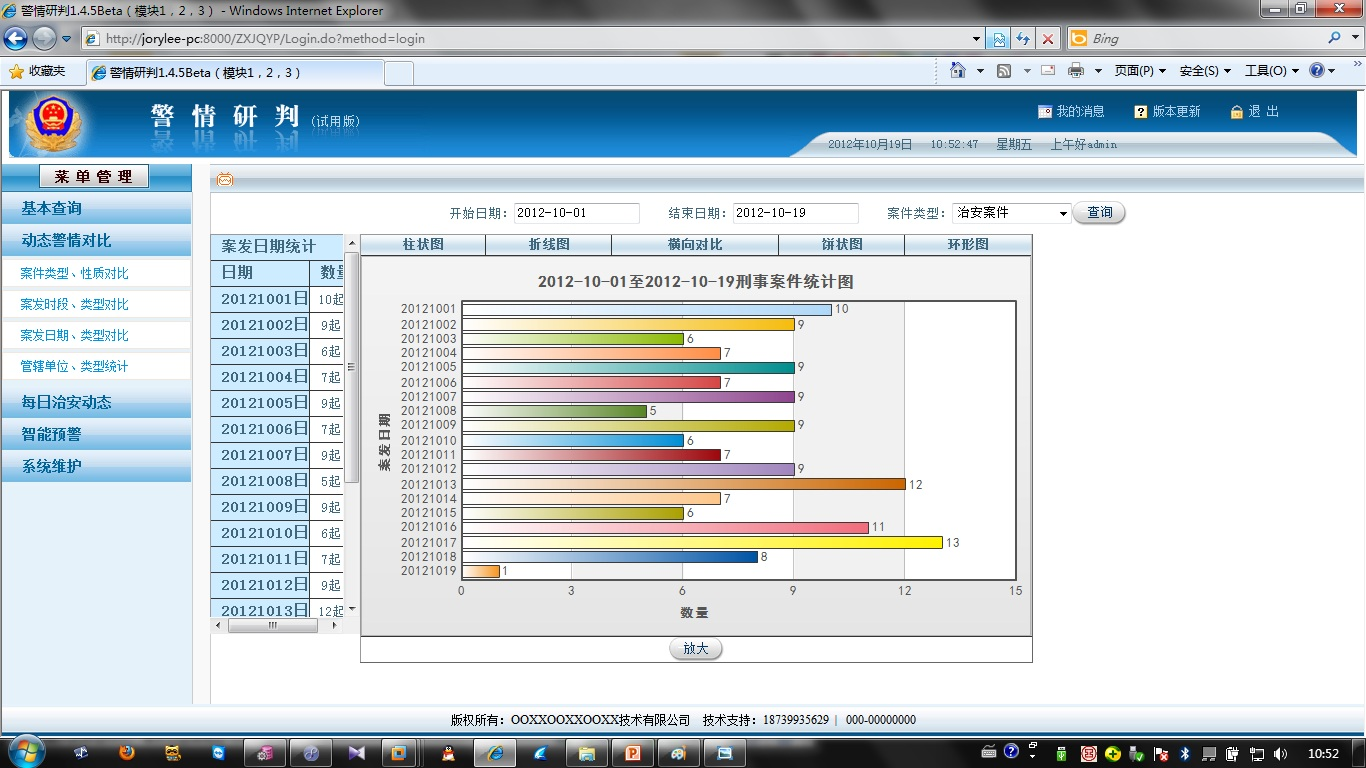 警情研判1.4.5Beta（模块1，2，3） - Windows Internet Explorer
http://jorylee-pc:8000/ZXJQYP/Login.do?method=login
Bing
收藏夹
警情研判1.4.5Beta（模块1，2，3）
页面(P)
安全(S)
工具(O)
警情研判(试用版)
我的消息
版本更新
退 出
2012年10月19日 10:52:47 星期五 上午好admin
菜单管理
基本查询
动态警情对比
案件类型、性质对比
案发时段、类型对比
案发日期、类型对比
管辖单位、类型统计
每日治安动态
智能预警
系统维护
开始日期: 2012-10-01 结束日期: 2012-10-19 案件类型: 治安案件 查询
案发日期统计
日期 数量
20121001日 10起
20121002日 9起
20121003日 6起
20121004日 7起
20121005日 9起
20121006日 7起
20121007日 9起
20121008日 5起
20121009日 9起
20121010日 6起
20121011日 7起
20121012日 9起
20121013日 12起
柱状图 折线图 横向对比 饼状图 环形图
2012-10-01至2012-10-19刑事案件统计图
案发日期
20121001 10
20121002 9
20121003 6
20121004 7
20121005 9
20121006 7
20121007 9
20121008 5
20121009 9
20121010 6
20121011 7
20121012 9
20121013 12
20121014 7
20121015 6
20121016 11
20121017 13
20121018 8
20121019 1
0 3 6 9 12 15
数量
放大
版权所有：OOXXOOXXOOXX技术有限公司 技术支持：18739935629 | 000-00000000
10:52